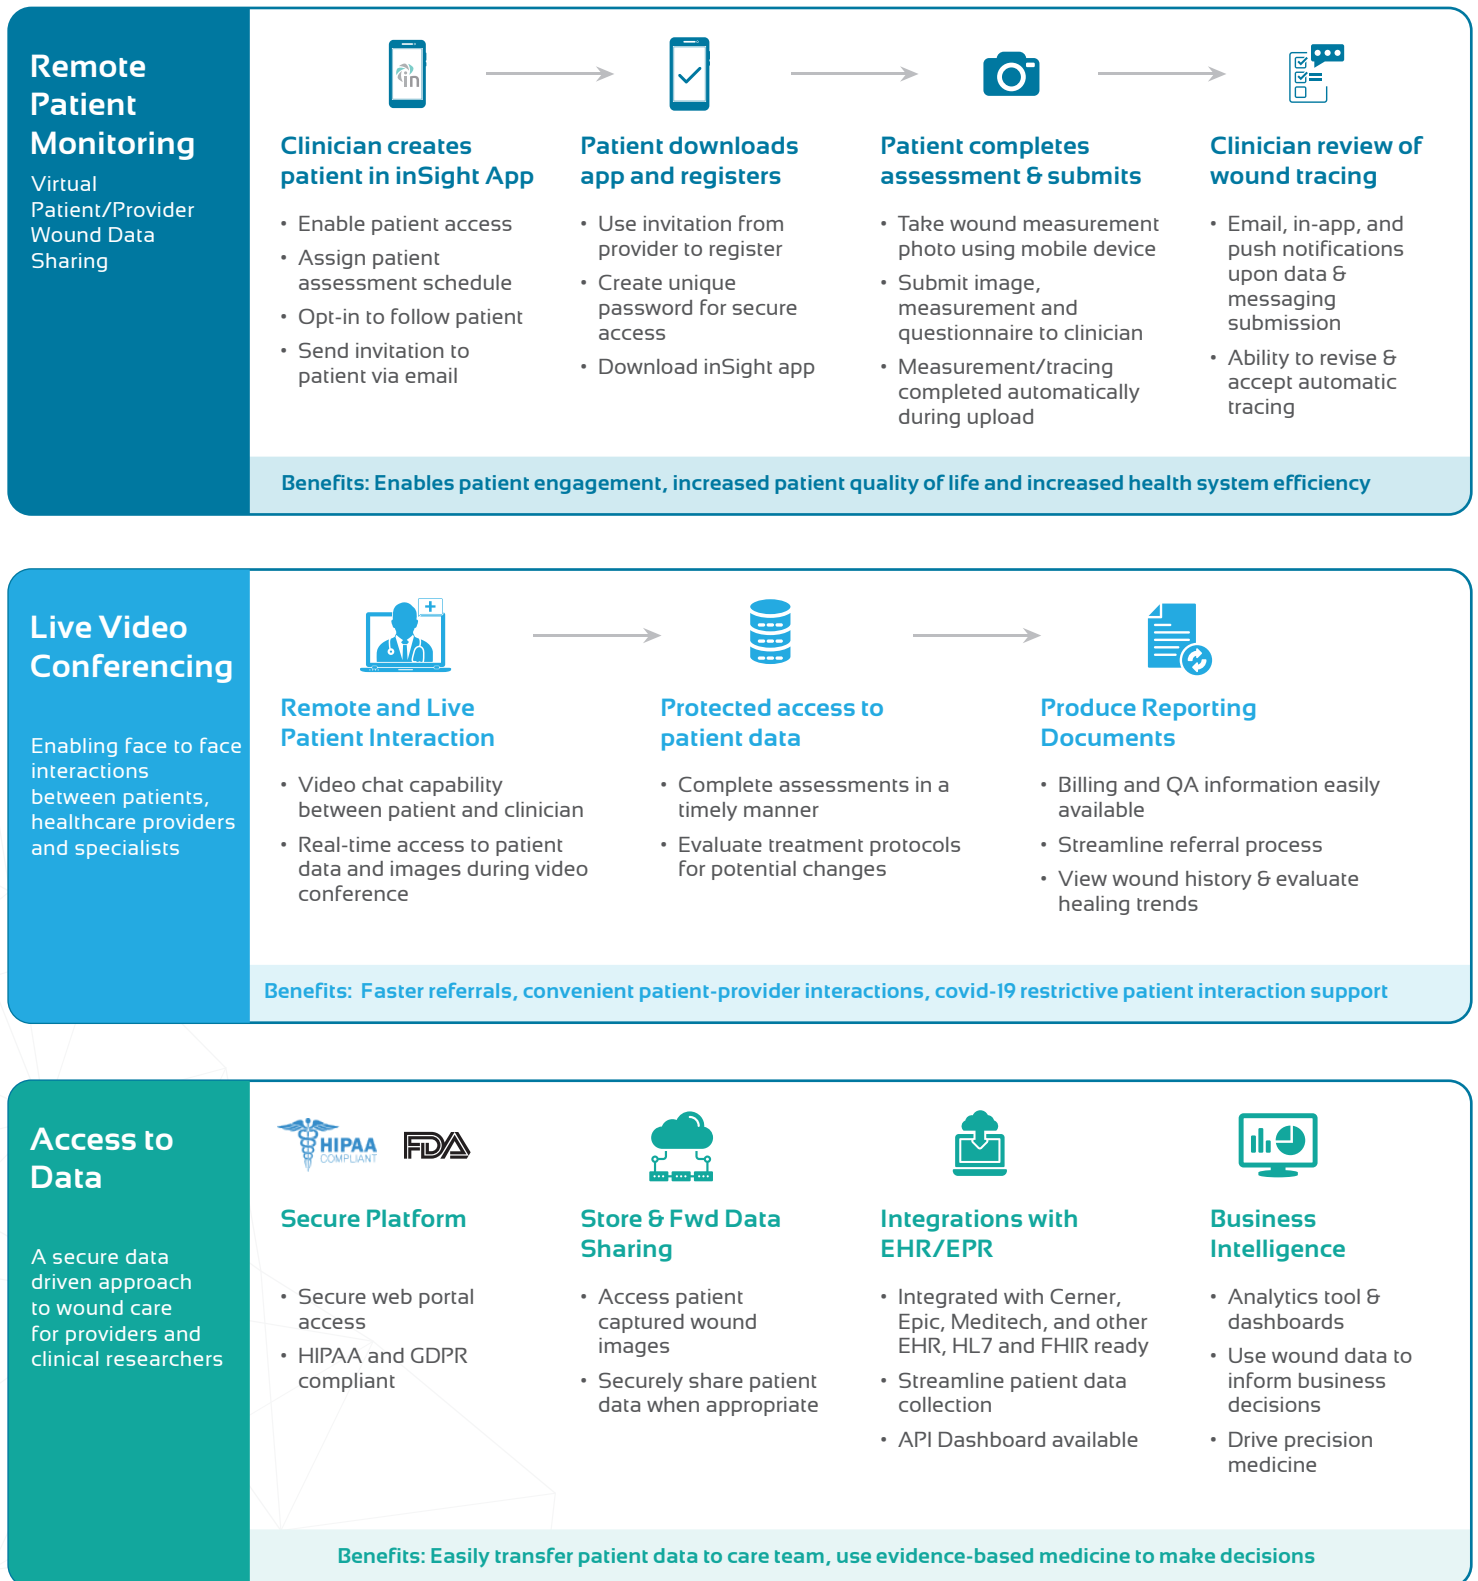 Remote
Patient
Monitoring
Virtual
Patient/Provider
Wound Data
Sharing
in
Clinician creates
patient in inSight App
• Enable patient access
• Assign patient
assessment schedule
• Opt-in to follow patient
• Send invitation to
patient via email
Patient downloads
app and registers
• Use invitation from
provider to register
• Create unique
password for secure
access
• Download inSight app
Patient completes
assessment & submits
• Take wound measurement
photo using mobile device
• Submit image,
measurement and
questionnaire to clinician
• Measurement/tracing
completed automatically
during upload
Clinician review of
wound tracing
• Email, in-app, and
push notifications
upon data &
messaging
submission
• Ability to revise &
accept automatic
tracing
Benefits: Enables patient engagement, increased patient quality of life and increased health system efficiency
Live Video
Conferencing
Enabling face to face
interactions
between patients,
healthcare providers
and specialists
Remote and Live
Patient Interaction
• Video chat capability
between patient and clinician
• Real-time access to patient
data and images during video
conference
Protected access to
patient data
• Complete assessments in a
timely manner
• Evaluate treatment protocols
for potential changes
Produce Reporting
Documents
• Billing and QA information easily
available
• Streamline referral process
• View wound history & evaluate
healing trends
Benefits: Faster referrals, convenient patient-provider interactions, covid-19 restrictive patient interaction support
Access to
Data
A secure data
driven approach
to wound care
for providers and
clinical researchers
HIPAA
COMPLIANT
FDA
Secure Platform
• Secure web portal
access
• HIPAA and GDPR
compliant
Store & Fwd Data
Sharing
• Access patient
captured wound
images
• Securely share patient
data when appropriate
Integrations with
EHR/EPR
• Integrated with Cerner,
Epic, Meditech, and other
EHR, HL7 and FHIR ready
• Streamline patient data
collection
• API Dashboard available
Business
Intelligence
• Analytics tool &
dashboards
• Use wound data to
inform business
decisions
• Drive precision
medicine
Benefits: Easily transfer patient data to care team, use evidence-based medicine to make decisions